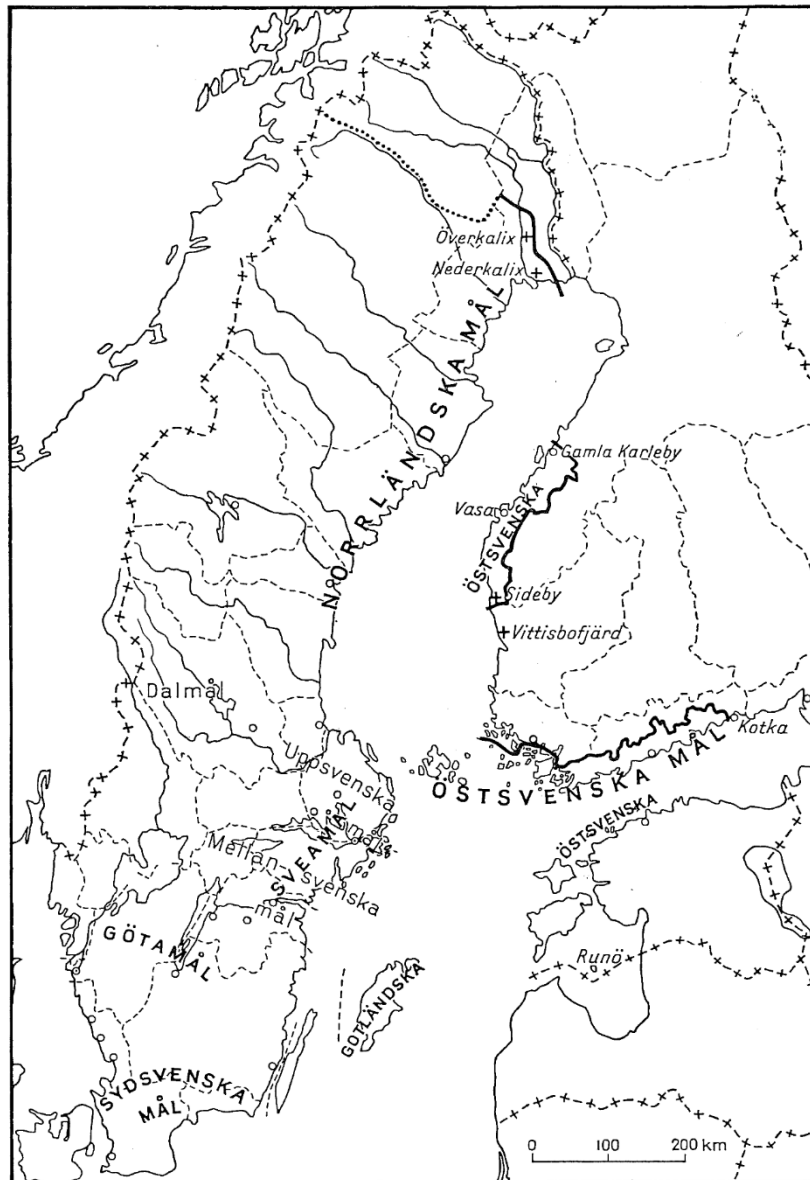 Överkalix
Nederkalix
NORRLÄNDSKA MÅL
Gamla Karleby
Vasa
ÖSTSVENSKA
Sideby
Vittisbofjärd
Dalmål
Kotka
Uppsvenska
mål
ÖSTSVENSKA MÅL
SVEAMÅL
ÖSTSVENSKA
Mellansvenska
mål
GÖTAMÅL
Runö
GOTLÄNDSKA
SYDSVENSKA
MÅL
0 100 200 km